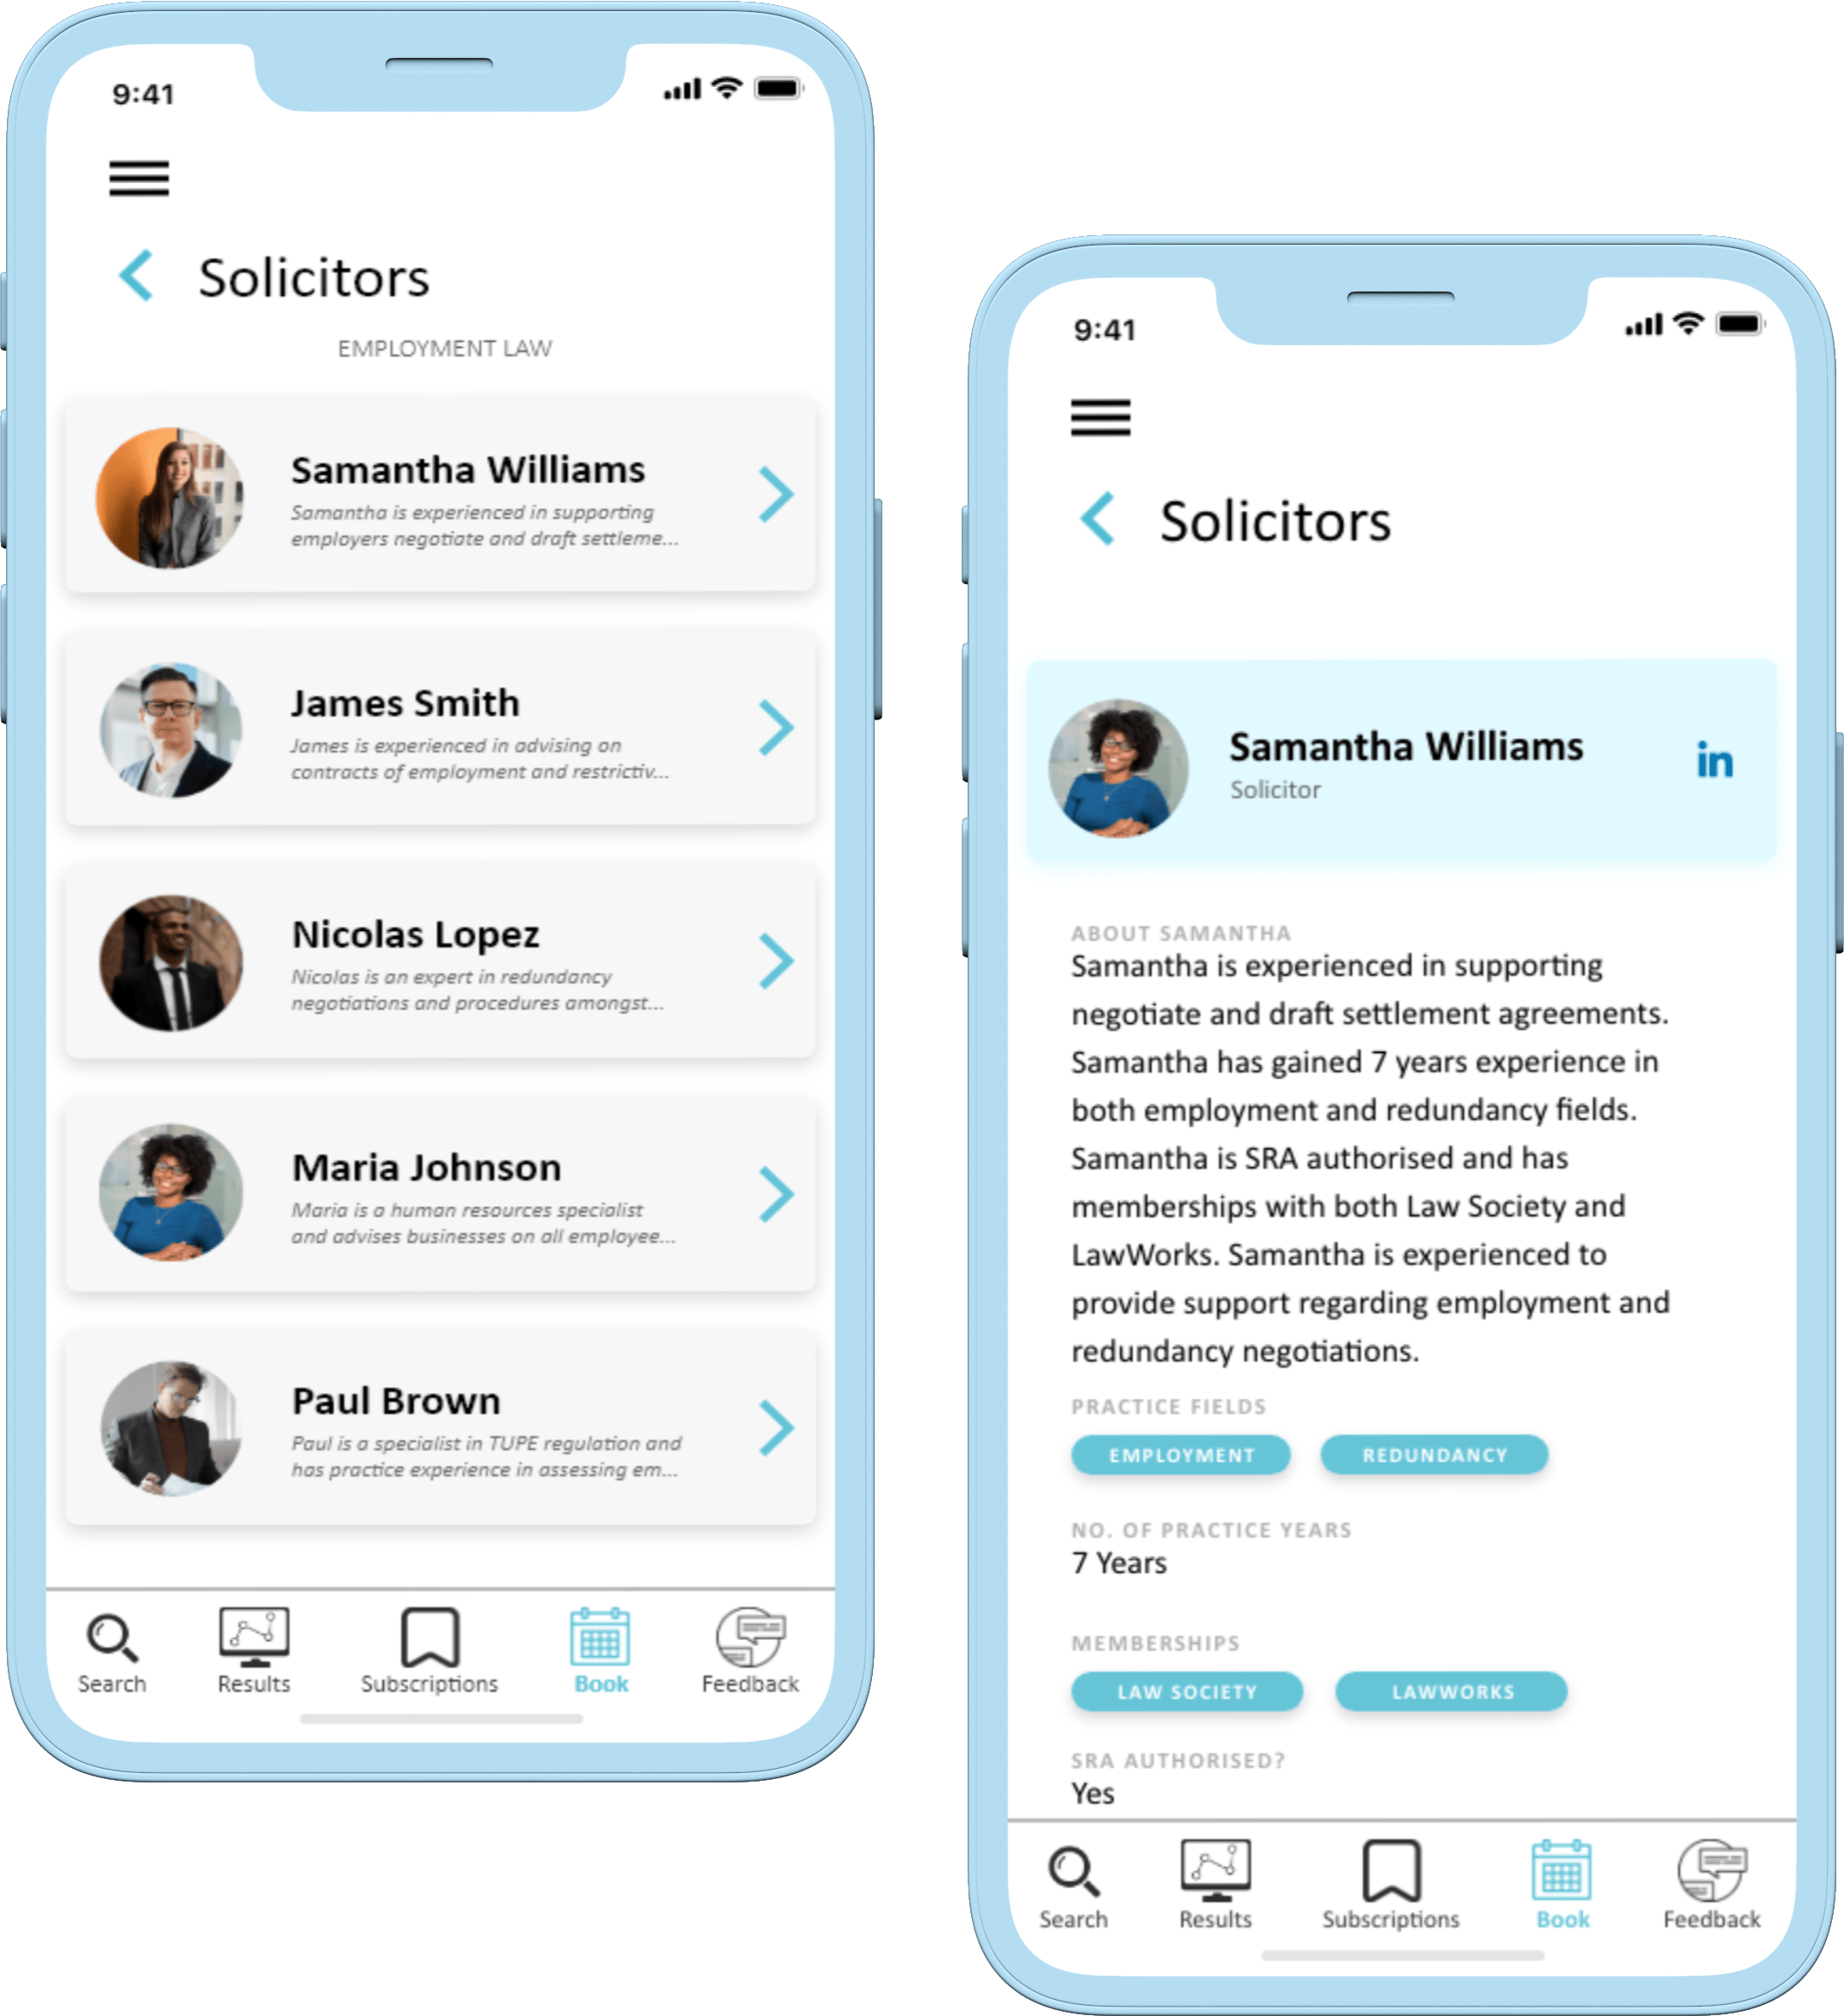 9:41
Solicitors
EMPLOYMENT LAW
Samantha Williams
Samantha is experienced in supporting
employers negotiate and draft settleme...
James Smith
James is experienced in advising on
contracts of employment and restrictiv...
Nicolas Lopez
Nicolas is an expert in redundancy
negotiations and procedures amongst...
Maria Johnson
Maria is a human resources specialist
and advises businesses on all employee...
Paul Brown
Paul is a specialist in TUPE regulation and
has practice experience in assessing em...
Search Results Subscriptions Book Feedback
9:41
Solicitors
Samantha Williams
in
Solicitor
ABOUT SAMANTHA
Samantha is experienced in supporting
negotiate and draft settlement agreements.
Samantha has gained 7 years experience in
both employment and redundancy fields.
Samantha is SRA authorised and has
memberships with both Law Society and
LawWorks. Samantha is experienced to
provide support regarding employment and
redundancy negotiations.
PRACTICE FIELDS
EMPLOYMENT REDUNDANCY
NO. OF PRACTICE YEARS
7 Years
MEMBERSHIPS
LAW SOCIETY LAWWORKS
SRA AUTHORISED?
Yes
Search Results Subscriptions Book Feedback